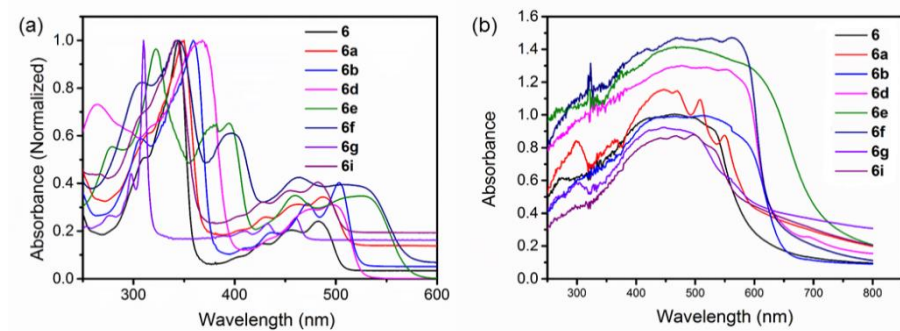 (a)
Absorbance (Normalized)
1.0
0.8
0.6
0.4
0.2
0.0
6
6a
6b
6d
6e
6f
6g
6i
300
400
500
600
Wavelength (nm)
(b)
Absorbance
1.6
1.4
1.2
1.0
0.8
0.6
0.4
0.2
0.0
6
6a
6b
6d
6e
6f
6g
6i
300
400
500
600
700
800
Wavelength (nm)